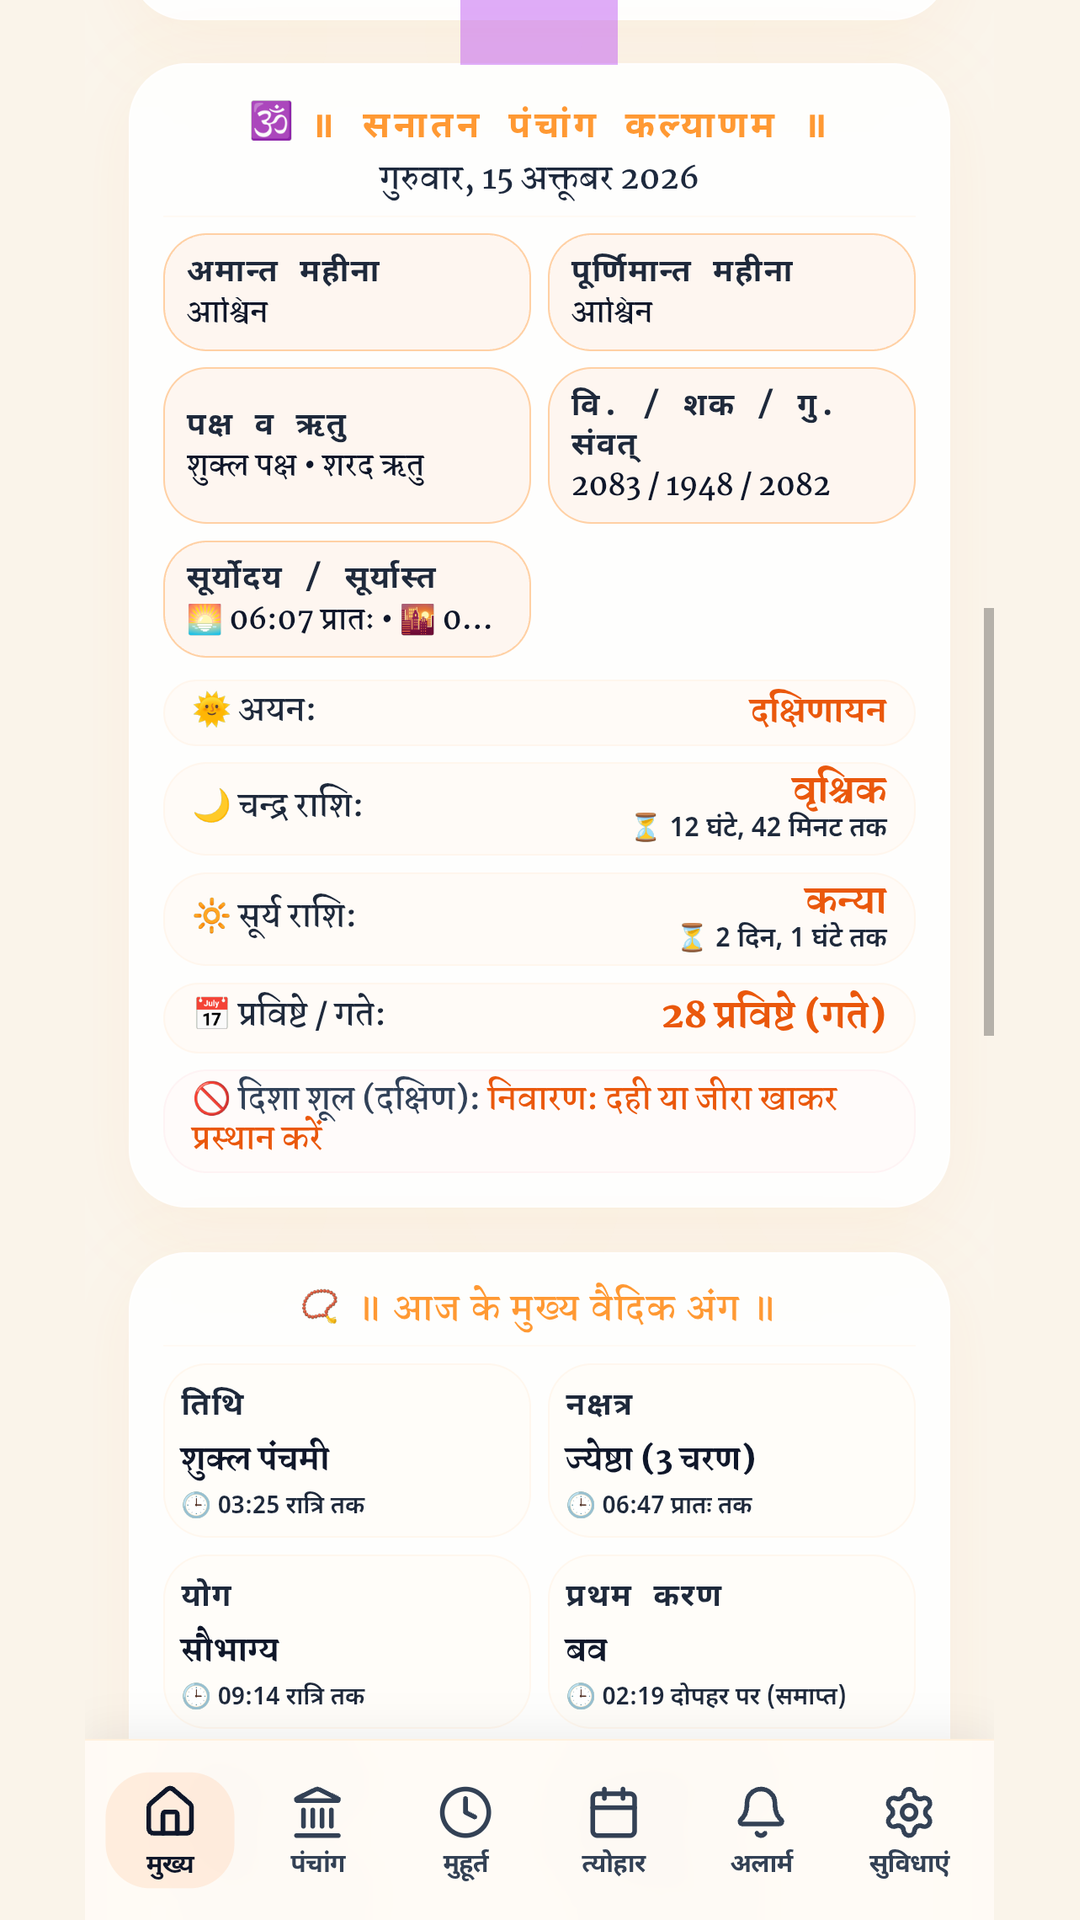 ॥ सनातन पंचांग कल्याणम ॥
गुरुवार, 15 अक्तूबर 2026
अमान्त महीना
आश्विन
पूर्णिमान्त महीना
आश्विन
पक्ष व ऋतु
शुक्ल पक्ष • शरद ऋतु
वि. / शक / गु.
संवत्
2083 / 1948 / 2082
सूर्योदय / सूर्यास्त
06:07 प्रातः • 0...
अयन:
दक्षिणायन
चन्द्र राशि:
वृश्चिक
12 घंटे, 42 मिनट तक
सूर्य राशि:
कन्या
2 दिन, 1 घंटे तक
प्रविष्टे / गते:
28 प्रविष्टे (गते)
दिशा शूल (दक्षिण): निवारण: दही या जीरा खाकर
प्रस्थान करें
॥ आज के मुख्य वैदिक अंग ॥
तिथि
शुक्ल पंचमी
03:25 रात्रि तक
नक्षत्र
ज्येष्ठा (3 चरण)
06:47 प्रातः तक
योग
सौभाग्य
09:14 रात्रि तक
प्रथम करण
बव
02:19 दोपहर पर (समाप्त)
मुख्य
पंचांग
मुहूर्त
त्योहार
अलार्म
सुविधाएं